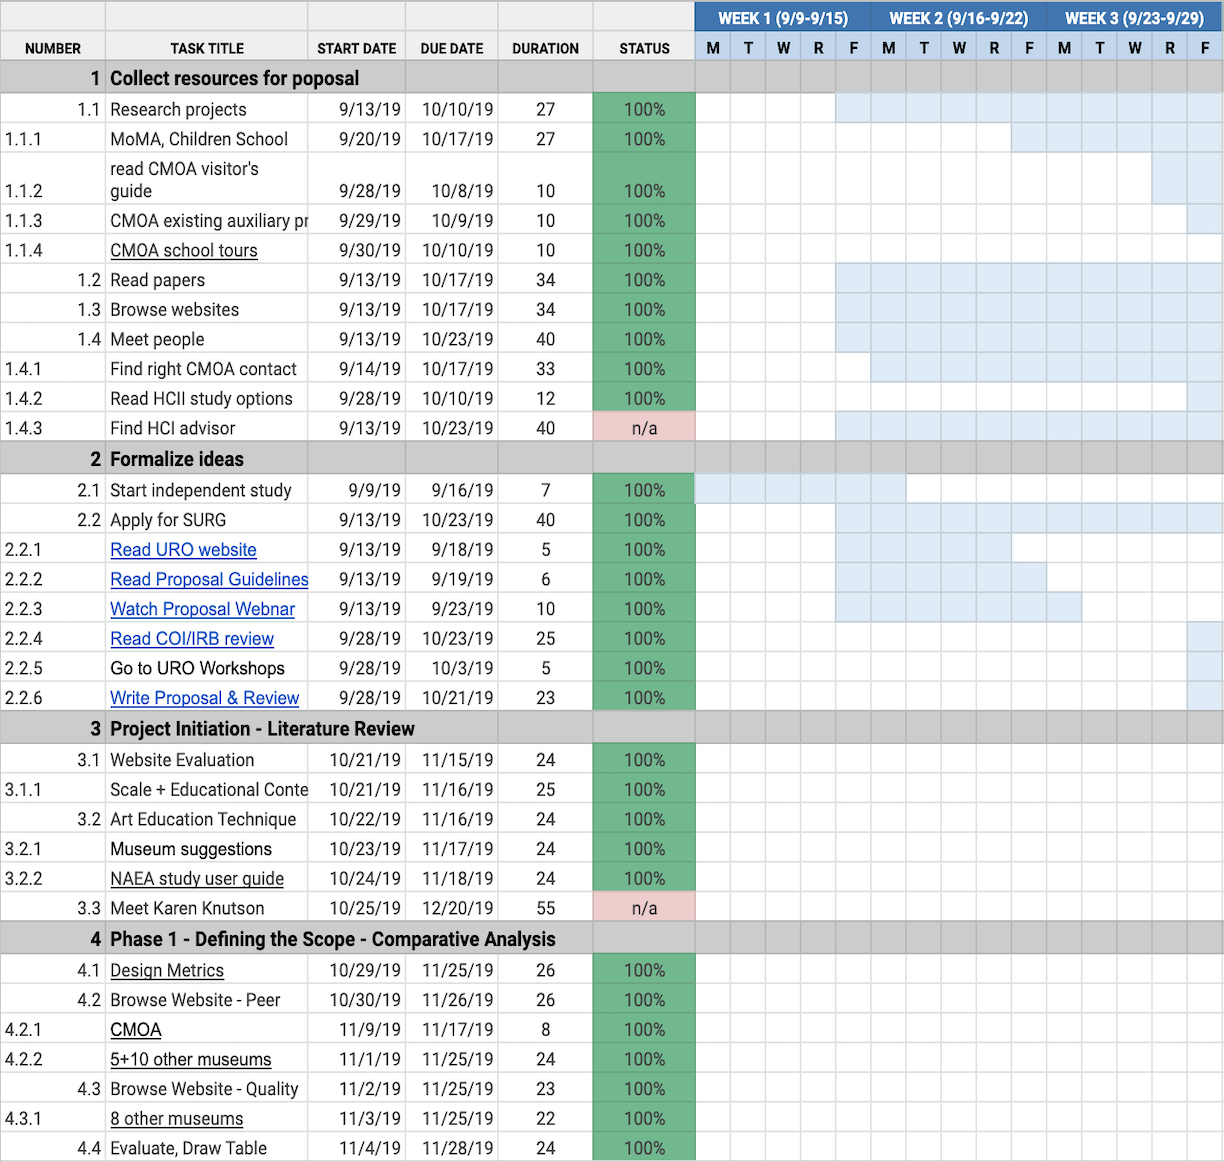 WEEK 1 (9/9-9/15) WEEK 2 (9/16-9/22) WEEK 3 (9/23-9/29)
NUMBER TASK TITLE START DATE DUE DATE DURATION STATUS M T W R F M T W R F M T W R F
1 Collect resources for poposal
1.1 Research projects 9/13/19 10/10/19 27 100%
1.1.1 MoMA, Children School 9/20/19 10/17/19 27 100%
read CMOA visitor's
1.1.2 guide 9/28/19 10/8/19 10 100%
1.1.3 CMOA existing auxiliary pr 9/29/19 10/9/19 10 100%
1.1.4 CMOA school tours 9/30/19 10/10/19 10 100%
1.2 Read papers 9/13/19 10/17/19 34 100%
1.3 Browse websites 9/13/19 10/17/19 34 100%
1.4 Meet people 9/13/19 10/23/19 40 100%
1.4.1 Find right CMOA contact 9/14/19 10/17/19 33 100%
1.4.2 Read HCII study options 9/28/19 10/10/19 12 100%
1.4.3 Find HCI advisor 9/13/19 10/23/19 40 n/a
2 Formalize ideas
2.1 Start independent study 9/9/19 9/16/19 7 100%
2.2 Apply for SURG 9/13/19 10/23/19 40 100%
2.2.1 Read URO website 9/13/19 9/18/19 5 100%
2.2.2 Read Proposal Guidelines 9/13/19 9/19/19 6 100%
2.2.3 Watch Proposal Webnar 9/13/19 9/23/19 10 100%
2.2.4 Read COI/IRB review 9/28/19 10/23/19 25 100%
2.2.5 Go to URO Workshops 9/28/19 10/3/19 5 100%
2.2.6 Write Proposal & Review 9/28/19 10/21/19 23 100%
3 Project Initiation - Literature Review
3.1 Website Evaluation 10/21/19 11/15/19 24 100%
3.1.1 Scale + Educational Conte 10/21/19 11/16/19 25 100%
3.2 Art Education Technique 10/22/19 11/16/19 24 100%
3.2.1 Museum suggestions 10/23/19 11/17/19 24 100%
3.2.2 NAEA study user guide 10/24/19 11/18/19 24 100%
3.3 Meet Karen Knutson 10/25/19 12/20/19 55 n/a
4 Phase 1 - Defining the Scope - Comparative Analysis
4.1 Design Metrics 10/29/19 11/25/19 26 100%
4.2 Browse Website - Peer 10/30/19 11/26/19 26 100%
4.2.1 CMOA 11/9/19 11/17/19 8 100%
4.2.2 5+10 other museums 11/1/19 11/25/19 24 100%
4.3 Browse Website - Quality 11/2/19 11/25/19 23 100%
4.3.1 8 other museums 11/3/19 11/25/19 22 100%
4.4 Evaluate, Draw Table 11/4/19 11/28/19 24 100%